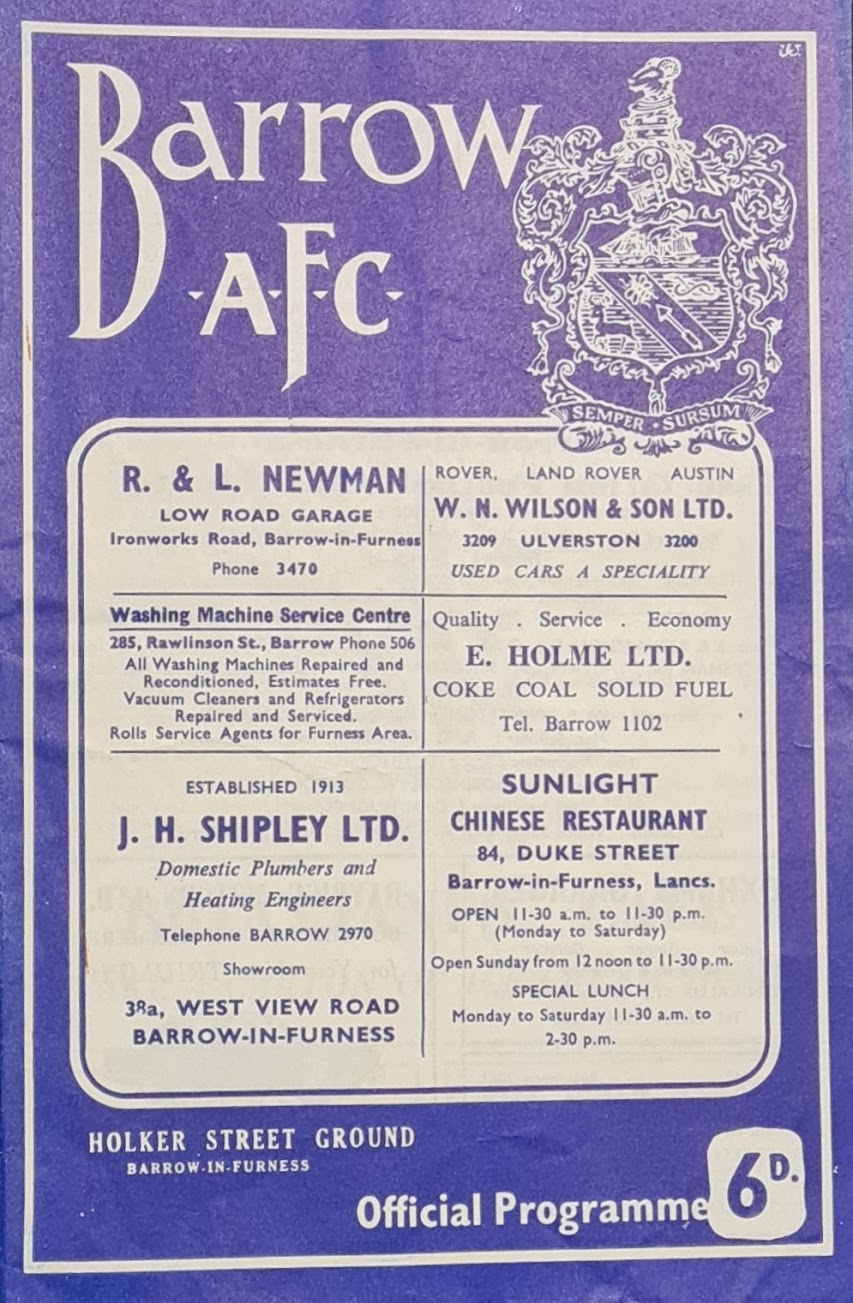 Barrow
·A·F·C·
SEMPER · SURSUM
R. & L. NEWMAN
LOW ROAD GARAGE
Ironworks Road, Barrow-in-Furness
Phone 3470
ROVER, LAND ROVER AUSTIN
W. N. WILSON & SON LTD.
3209 ULVERSTON 3200
USED CARS A SPECIALITY
Washing Machine Service Centre
285, Rawlinson St., Barrow Phone 506
All Washing Machines Repaired and
Reconditioned, Estimates Free.
Vacuum Cleaners and Refrigerators
Repaired and Serviced.
Rolls Service Agents for Furness Area.
Quality . Service . Economy
E. HOLME LTD.
COKE COAL SOLID FUEL
Tel. Barrow 1102
ESTABLISHED 1913
J. H. SHIPLEY LTD.
Domestic Plumbers and
Heating Engineers
Telephone BARROW 2970
Showroom
38a, WEST VIEW ROAD
BARROW-IN-FURNESS
SUNLIGHT
CHINESE RESTAURANT
84, DUKE STREET
Barrow-in-Furness, Lancs.
OPEN 11-30 a.m. to 11-30 p.m.
(Monday to Saturday)
Open Sunday from 12 noon to 11-30 p.m.
SPECIAL LUNCH
Monday to Saturday 11-30 a.m. to
2-30 p.m.
HOLKER STREET GROUND
BARROW-IN-FURNESS
Official Programme 6D.